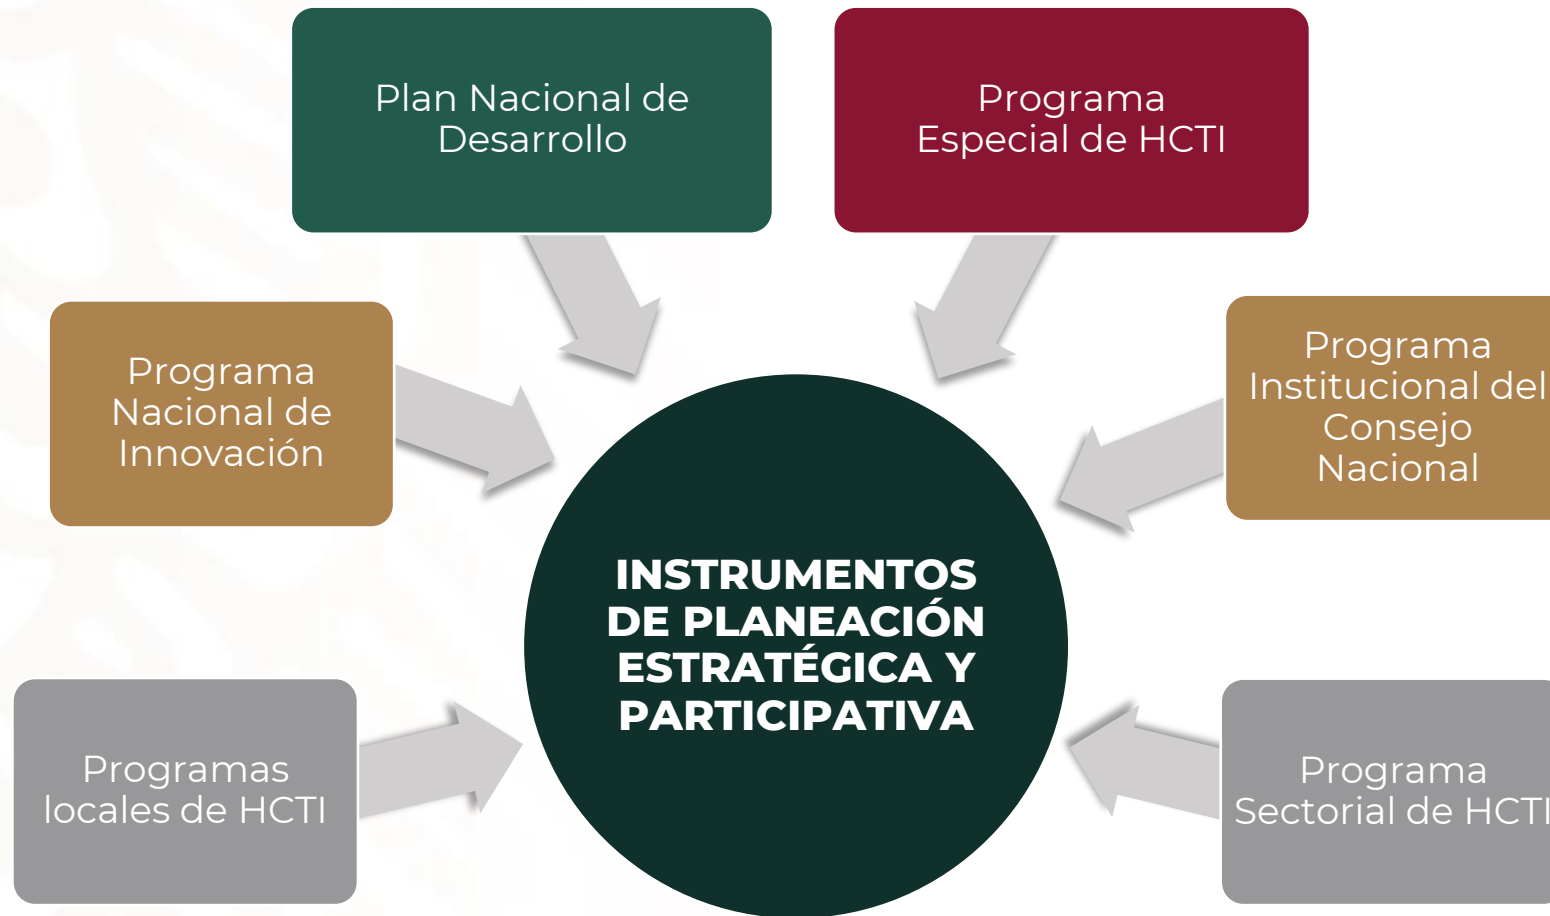 Plan Nacional de
Desarrollo
Programa
Especial de HCTI
Programa
Nacional de
Innovación
Programa
Institucional del
Consejo
Nacional
INSTRUMENTOS
DE PLANEACIÓN
ESTRATÉGICA Y
PARTICIPATIVA
Programas
locales de HCTI
Programa
Sectorial de HCTI